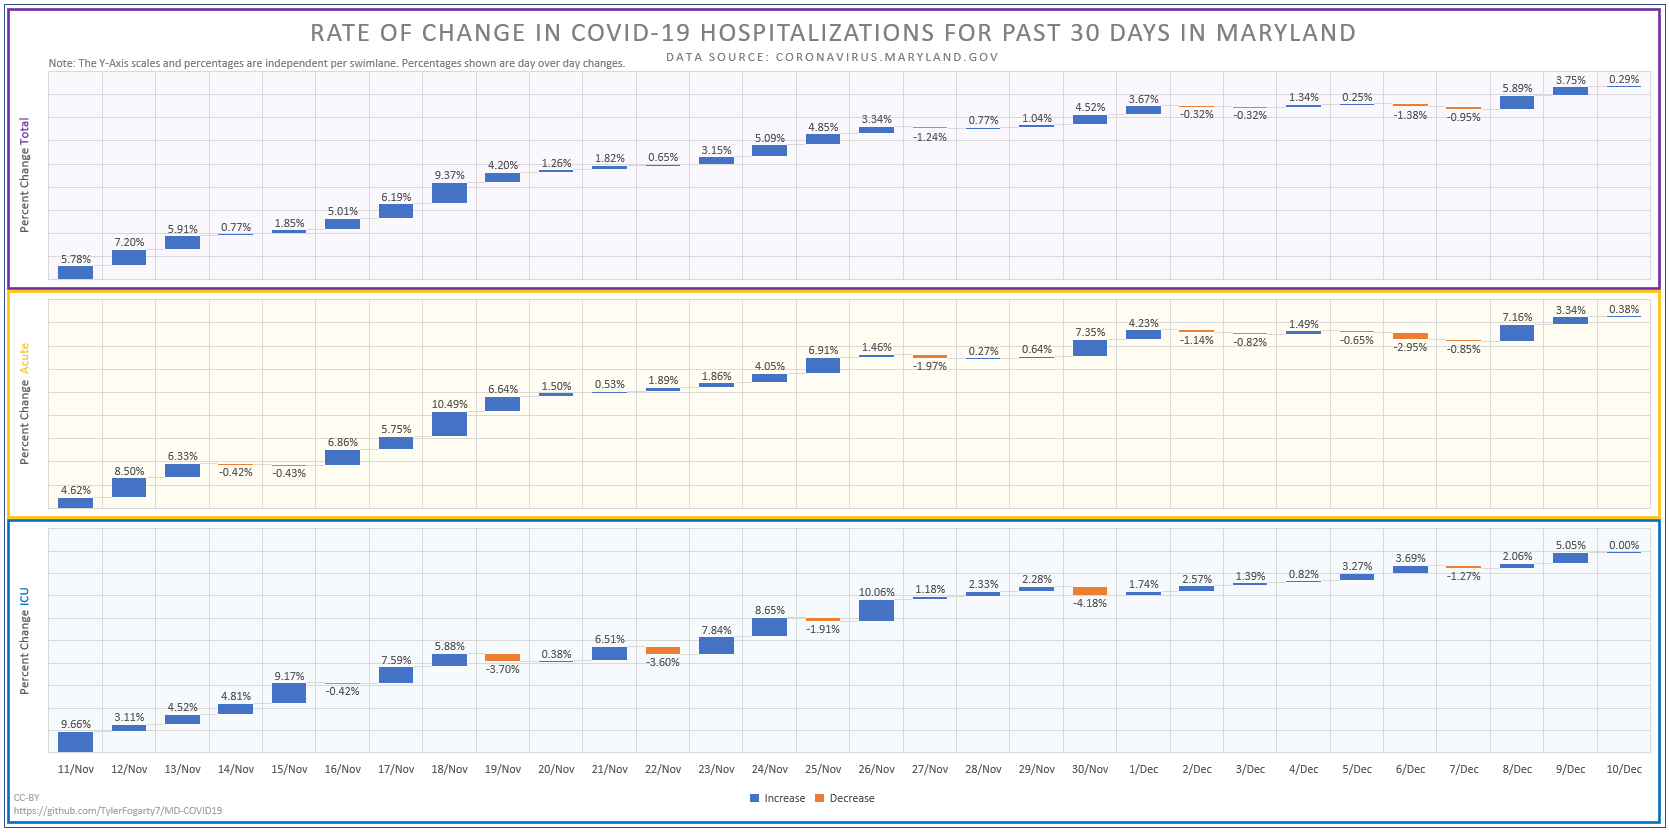 RATE OF CHANGE IN COVID-19 HOSPITALIZATIONS FOR PAST 30 DAYS IN MARYLAND
DATA SOURCE: CORONAVIRUS.MARYLAND.GOV
Note: The Y-Axis scales and percentages are independent per swimlane. Percentages shown are day over day changes.
Percent Change Total
5.78% 7.20% 5.91% 0.77% 1.85% 5.01% 6.19% 9.37% 4.20% 1.26% 1.82% 0.65% 3.15% 5.09% 4.85% 3.34% -1.24% 0.77% 1.04% 4.52% 3.67% -0.32% -0.32% 1.34% 0.25% -1.38% -0.95% 5.89% 3.75% 0.29%
Percent Change Acute
4.62% 8.50% 6.33% -0.42% -0.43% 6.86% 5.75% 10.49% 6.64% 1.50% 0.53% 1.89% 1.86% 4.05% 6.91% 1.46% -1.97% 0.27% 0.64% 7.35% 4.23% -1.14% -0.82% 1.49% -0.65% -2.95% -0.85% 7.16% 3.34% 0.38%
Percent Change ICU
9.66% 3.11% 4.52% 4.81% 9.17% -0.42% 7.59% 5.88% -3.70% 0.38% 6.51% -3.60% 7.84% 8.65% -1.91% 10.06% 1.18% 2.33% 2.28% -4.18% 1.74% 2.57% 1.39% 0.82% 3.27% 3.69% -1.27% 2.06% 5.05% 0.00%
11/Nov 12/Nov 13/Nov 14/Nov 15/Nov 16/Nov 17/Nov 18/Nov 19/Nov 20/Nov 21/Nov 22/Nov 23/Nov 24/Nov 25/Nov 26/Nov 27/Nov 28/Nov 29/Nov 30/Nov 1/Dec 2/Dec 3/Dec 4/Dec 5/Dec 6/Dec 7/Dec 8/Dec 9/Dec 10/Dec
Increase Decrease
CC-BY
https://github.com/TylerFogarty7/MD-COVID19